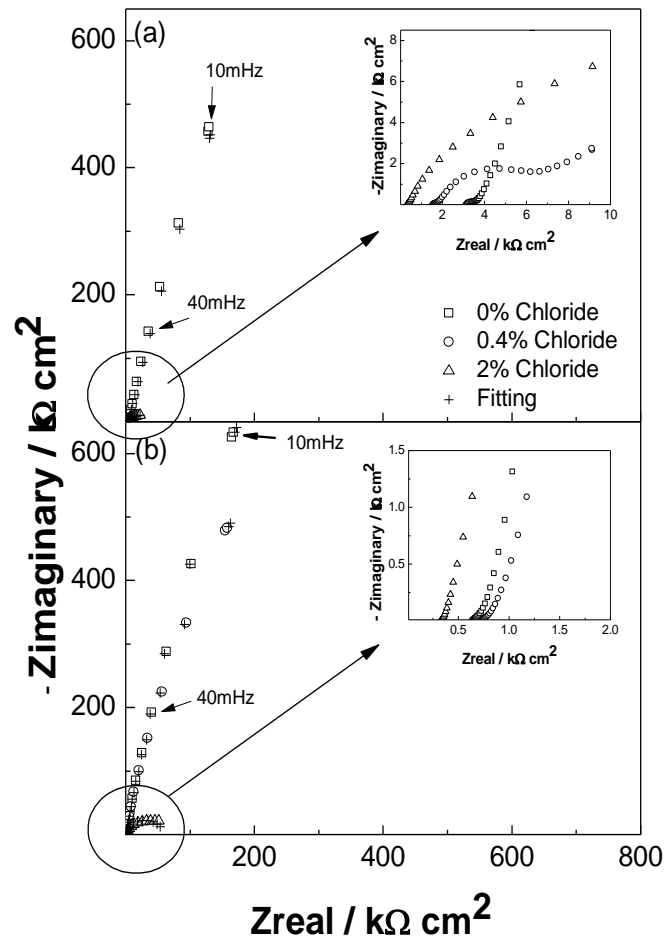 (a)
600
400
200
10mHz
40mHz
8
6
4
2
-Zimaginary / kΩ cm2
2 4 6 8 10
Zreal / kΩ cm2
0% Chloride
0.4% Chloride
2% Chloride
Fitting
- Zimaginary / kΩ cm2
(b)
600
400
200
10mHz
40mHz
1.5
1.0
0.5
- Zimaginary / kΩ cm2
0.5 1.0 1.5 2.0
Zreal / kΩ cm2
200 400 600 800
Zreal / kΩ cm2